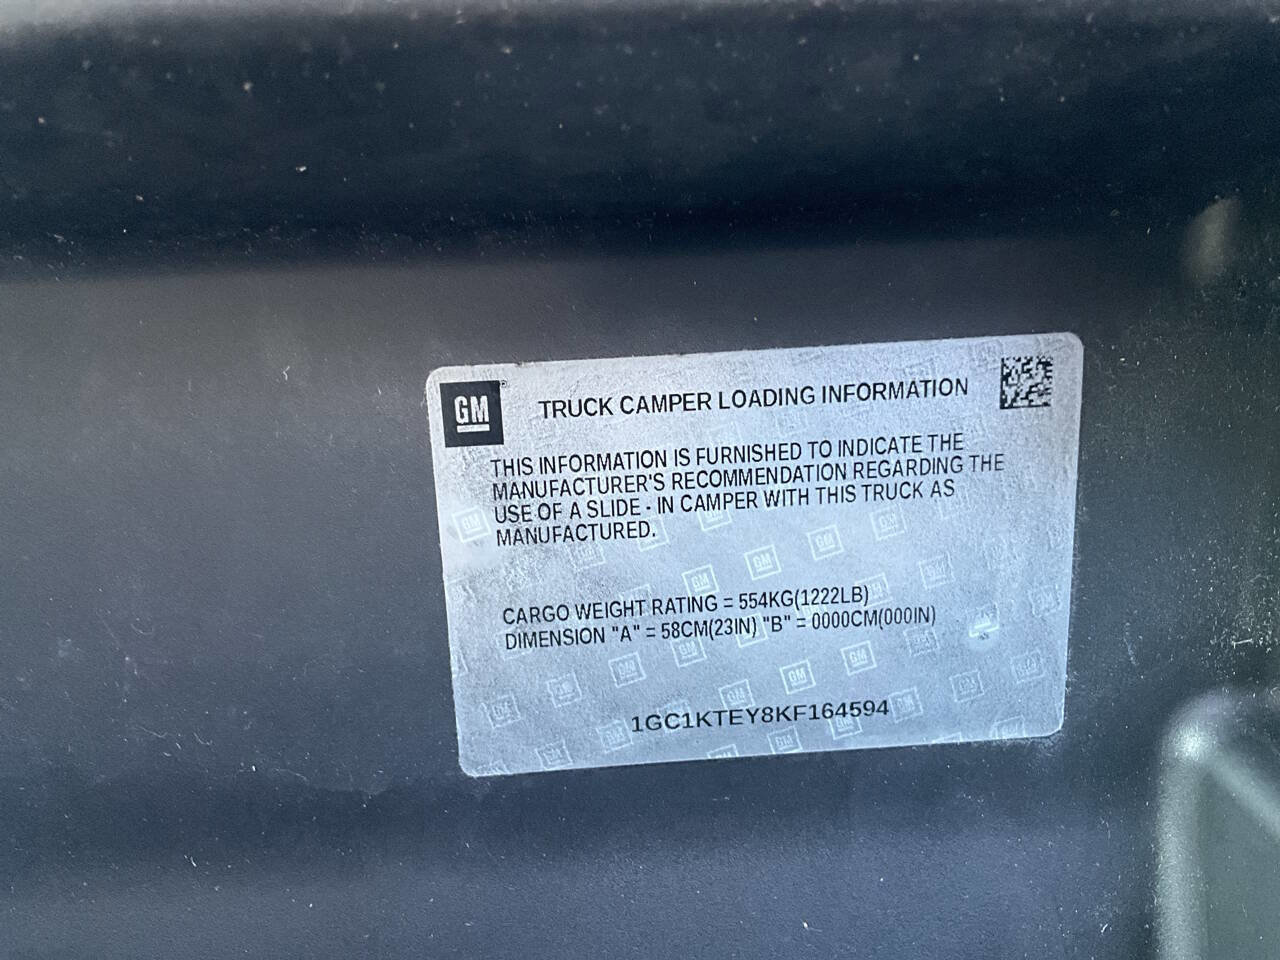 GM
TRUCK CAMPER LOADING INFORMATION
THIS INFORMATION IS FURNISHED TO INDICATE THE
MANUFACTURER'S RECOMMENDATION REGARDING THE
USE OF A SLIDE - IN CAMPER WITH THIS TRUCK AS
MANUFACTURED.
CARGO WEIGHT RATING = 554KG(1222LB)
DIMENSION "A" = 58CM(23IN) "B" = 0000CM(000IN)
1GC1KTEY8KF164594